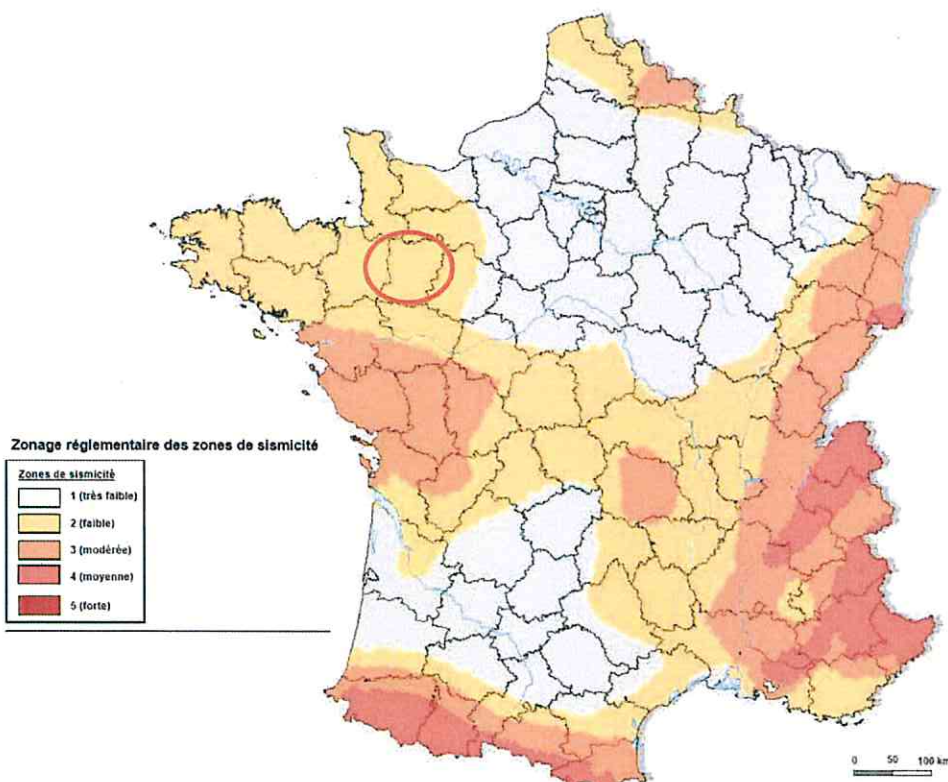 Zonage réglementaire des zones de sismicité
Zones de sismicité
1 (très faible)
2 (faible)
3 (modérée)
4 (moyenne)
5 (forte)
0 50 100 km